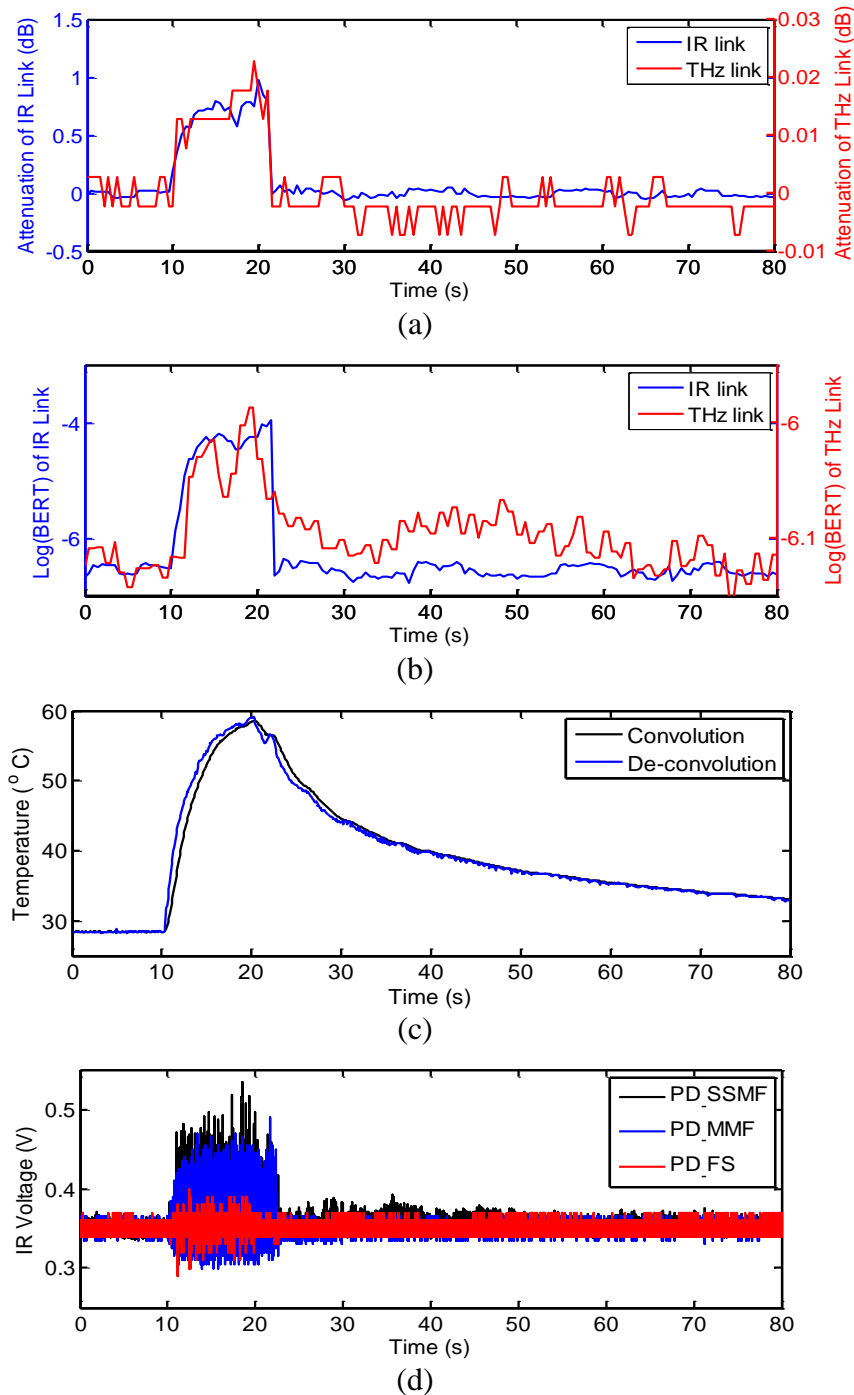 Attenuation of IR Link (dB)
1.5
1
0.5
0
-0.5
0.03
0.02
0.01
0
-0.01
Attenuation of THz Link (dB)
IR link
THz link
0 10 20 30 40 50 60 70 80
Time (s)
(a)
Log(BERT) of IR Link
-4
-6
-6
-6.1
Log(BERT) of THz Link
IR link
THz link
0 10 20 30 40 50 60 70 80
Time (s)
(b)
Temperature ( ° C)
60
50
40
30
Convolution
De-convolution
0 10 20 30 40 50 60 70 80
Time (s)
(c)
IR Voltage (V)
0.5
0.4
0.3
PD_SSMF
PD_MMF
PD_FS
0 10 20 30 40 50 60 70 80
Time (s)
(d)